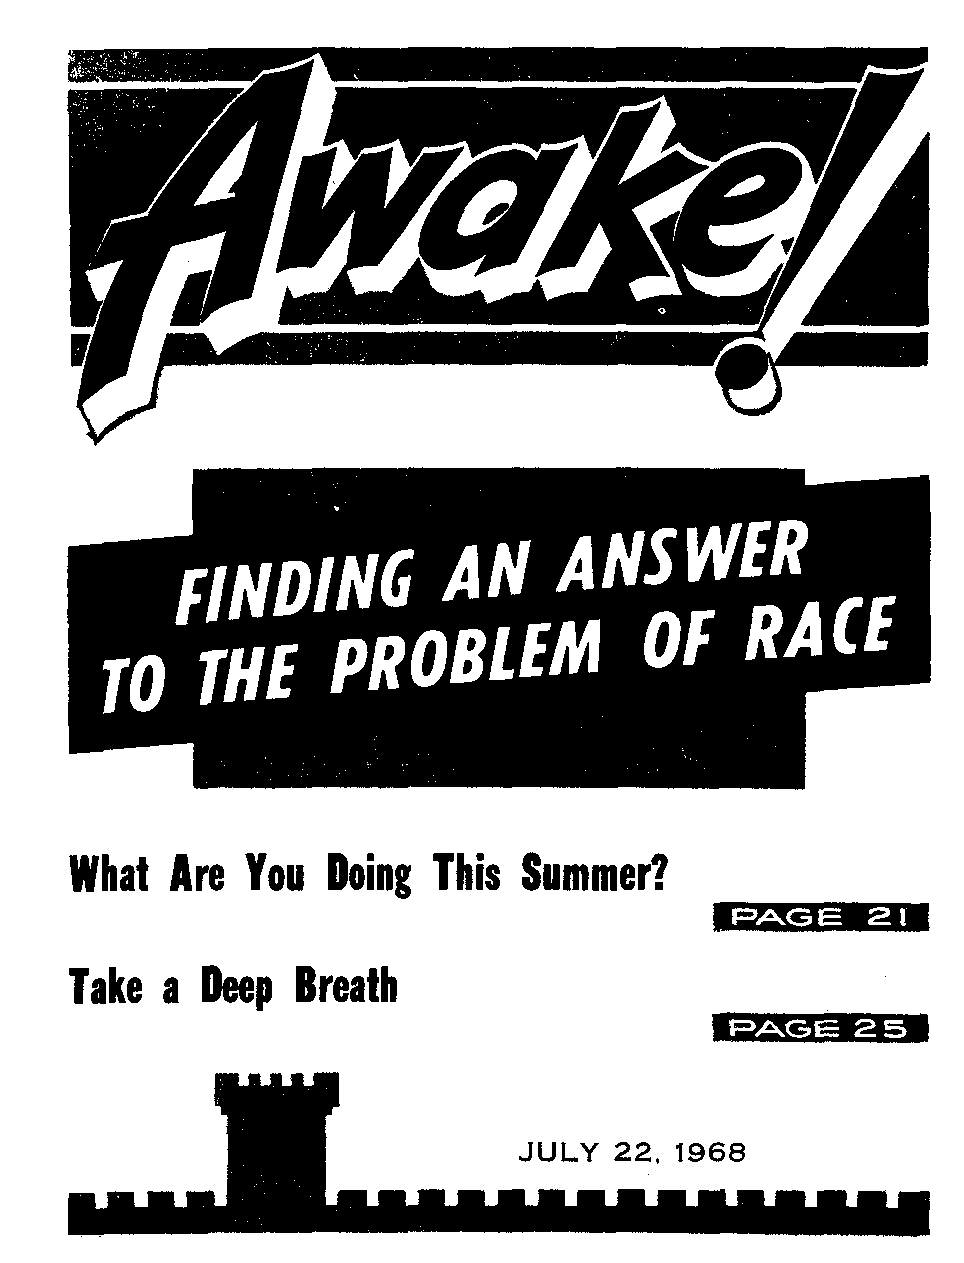 Awake!
FINDING AN ANSWER
TO THE PROBLEM OF RACE
What Are You Doing This Summer?
PAGE 21
Take a Deep Breath
PAGE 25
JULY 22, 1968